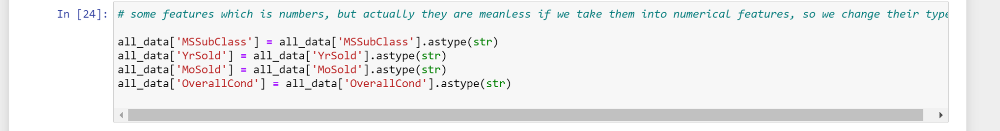 In [24]: # some features which is numbers, but actually they are meanless if we take them into numerical features, so we change their type
all_data['MSSubClass'] = all_data['MSSubClass'].astype(str)
all_data['YrSold'] = all_data['YrSold'].astype(str)
all_data['MoSold'] = all_data['MoSold'].astype(str)
all_data['OverallCond'] = all_data['OverallCond'].astype(str)